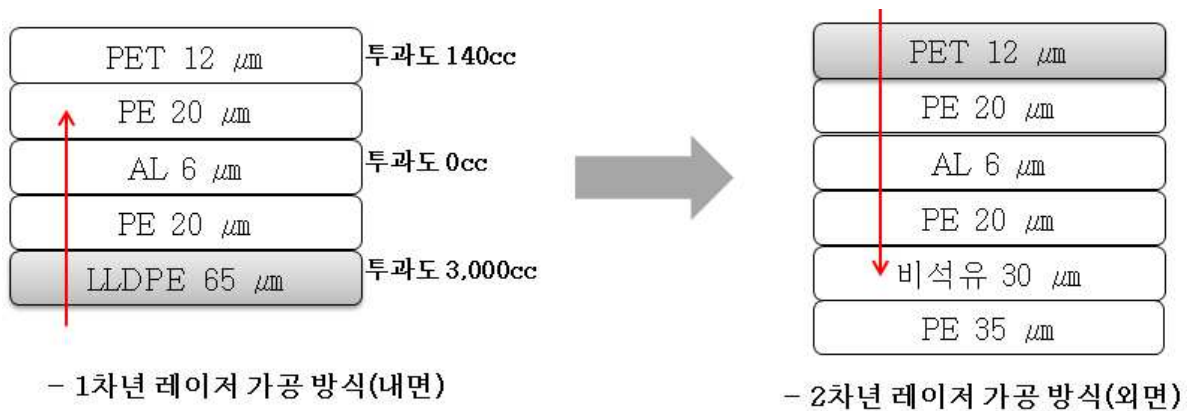 PET 12 ㎛
투과도 140cc
PE 20 ㎛
AL 6 ㎛
투과도 0cc
PE 20 ㎛
LLDPE 65 ㎛
투과도 3,000cc
- 1차년 레이저 가공 방식(내면)
PET 12 ㎛
PE 20 ㎛
AL 6 ㎛
PE 20 ㎛
비석유 30 ㎛
PE 35 ㎛
- 2차년 레이저 가공 방식(외면)